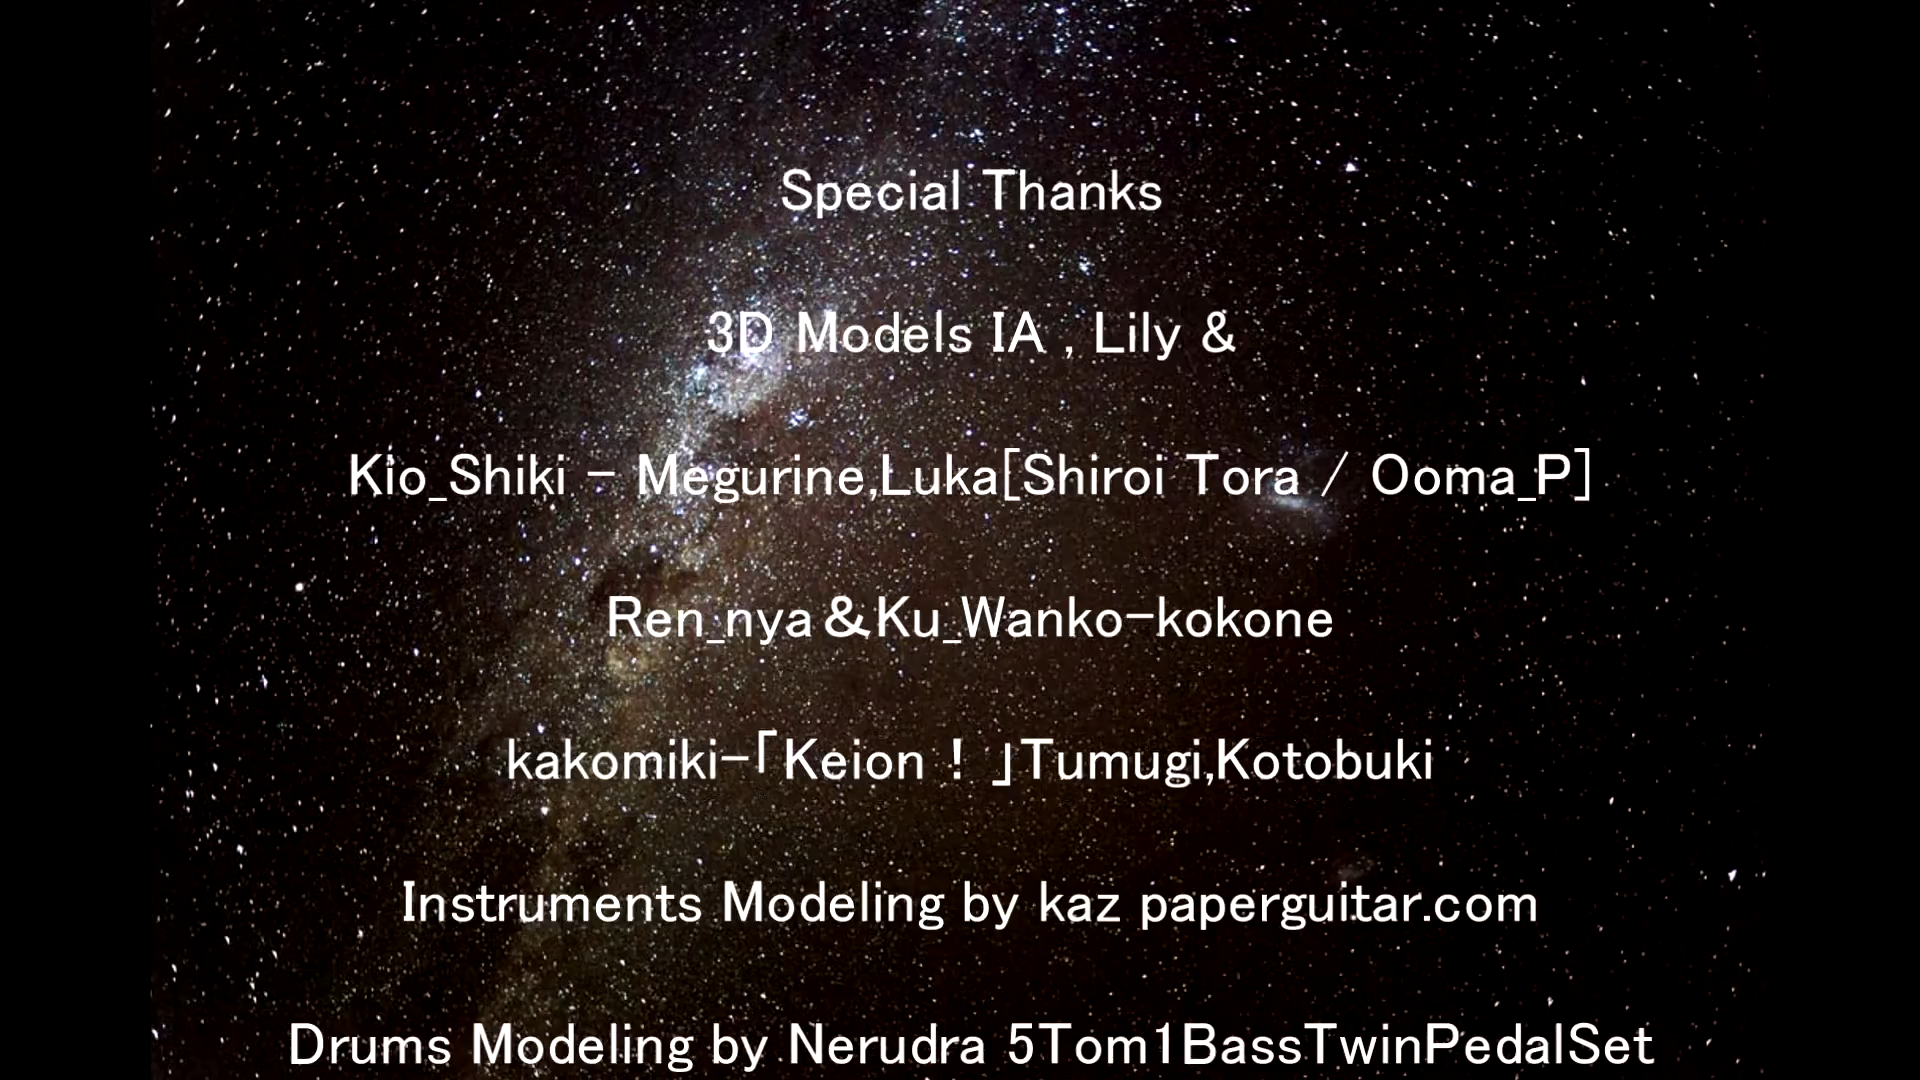 Special Thanks
3D Models IA , Lily &
Kio_Shiki - Megurine,Luka[Shiroi Tora / Ooma_P]
Ren_nya＆Ku_Wanko-kokone
kakomiki-「Keion！」Tumugi,Kotobuki
Instruments Modeling by kaz paperguitar.com
Drums Modeling by Nerudra 5Tom1BassTwinPedalSet